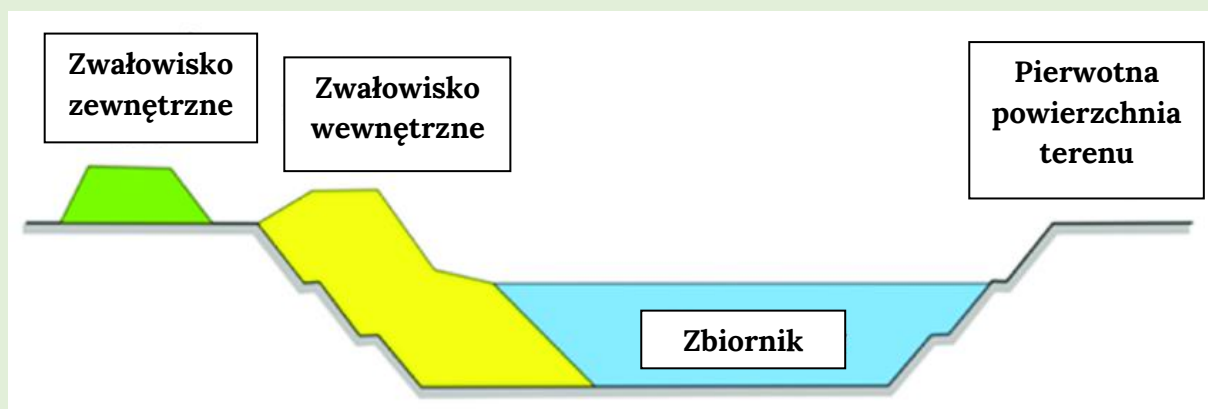 Zwałowisko
zewnętrzne
Zwałowisko
wewnętrzne
Pierwotna
powierzchnia
terenu
Zbiornik